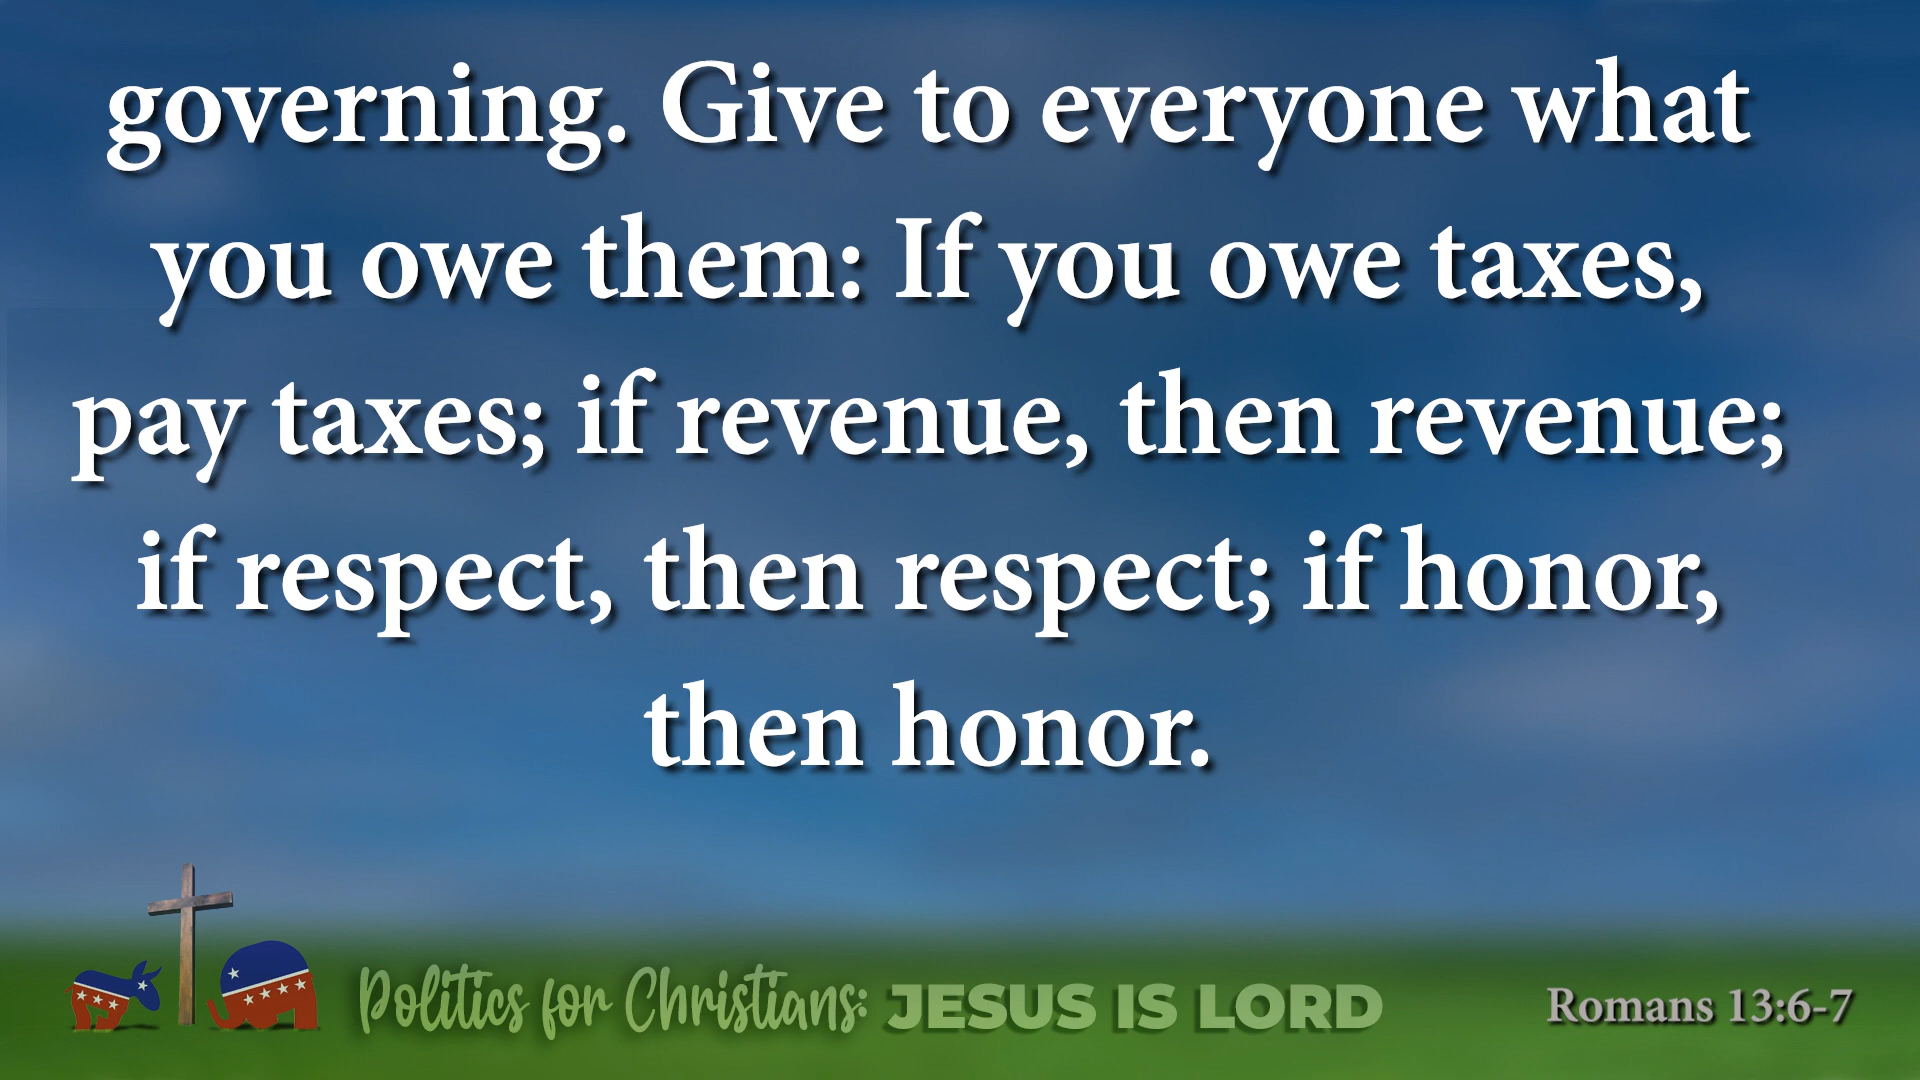 governing. Give to everyone what
you owe them: If you owe taxes,
pay taxes; if revenue, then revenue;
if respect, then respect; if honor,
then honor.
Politics for Christians: JESUS IS LORD
Romans 13:6-7